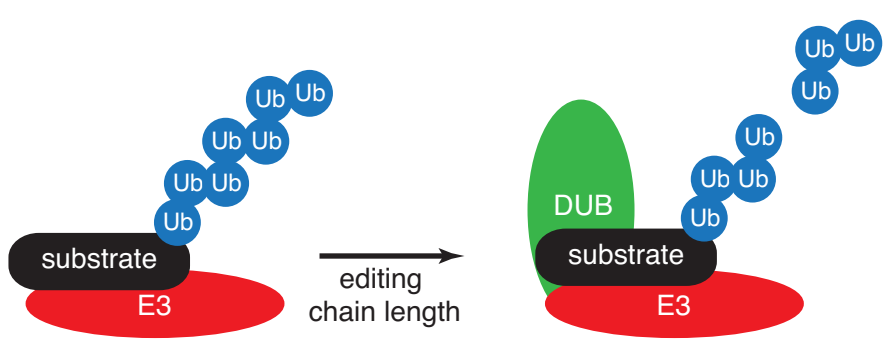 Ub Ub
Ub Ub
Ub Ub
Ub
substrate
E3
editing
chain length
Ub Ub
Ub
Ub
Ub Ub
Ub
DUB
substrate
E3